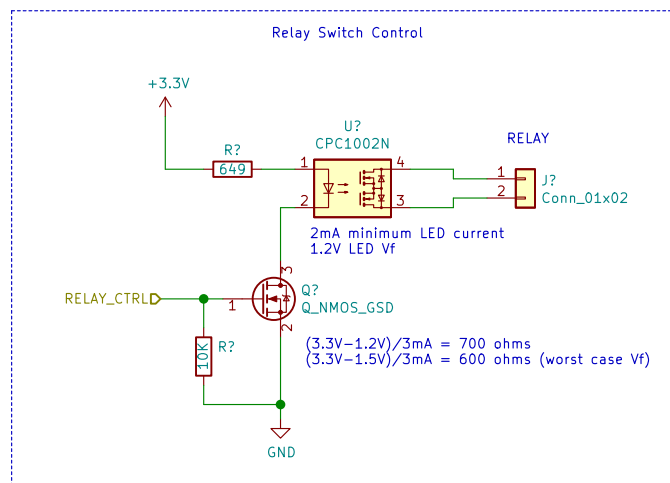 Relay Switch Control
+3.3V
U?
CPC1002N
R?
649
1
2
4
3
RELAY
1
2
J?
Conn_01x02
2mA minimum LED current
1.2V LED Vf
RELAY_CTRL
1
3
2
Q?
Q_NMOS_GSD
10K
R?
(3.3V-1.2V)/3mA = 700 ohms
(3.3V-1.5V)/3mA = 600 ohms (worst case Vf)
GND